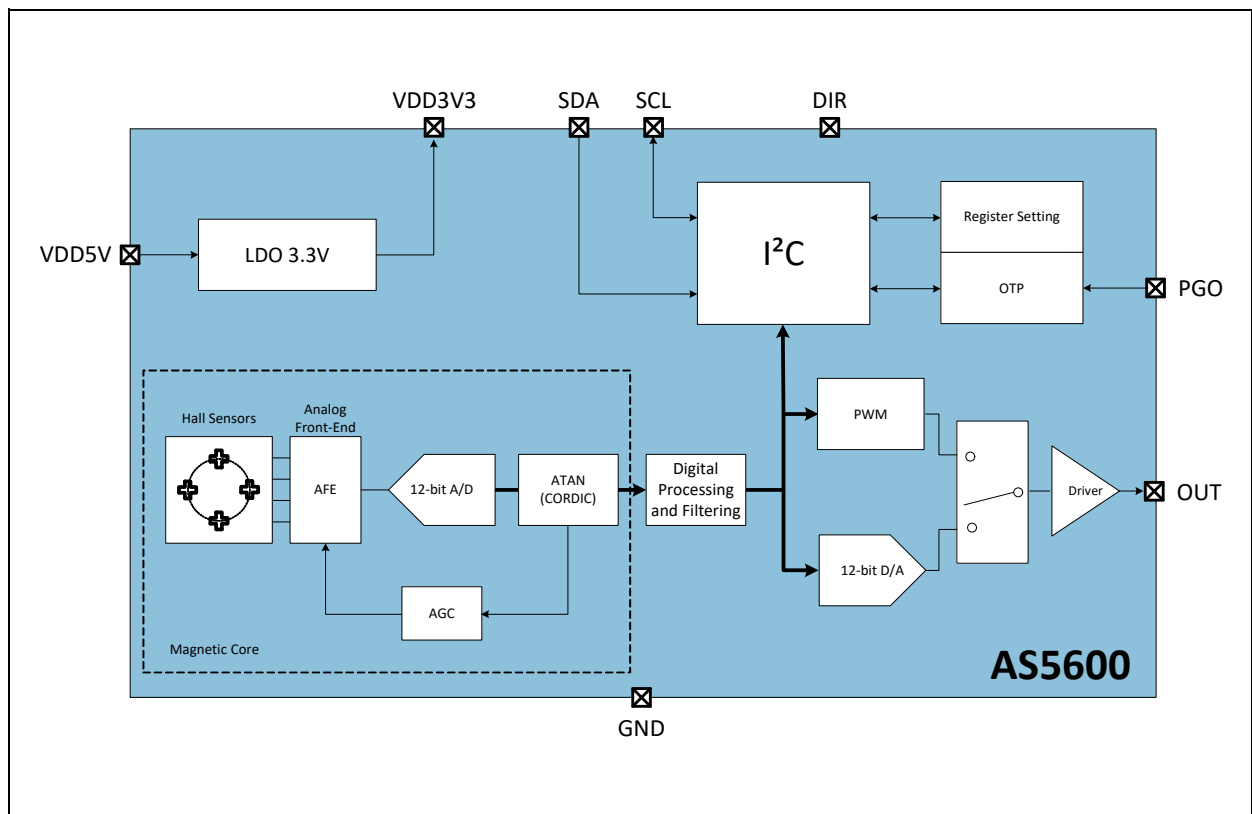 VDD3V3
SDA
SCL
DIR
VDD5V
LDO 3.3V
I²C
Register Setting
OTP
PGO
Hall Sensors
Analog
Front-End
AFE
12-bit A/D
ATAN
(CORDIC)
Digital
Processing
and Filtering
PWM
12-bit D/A
Driver
OUT
AGC
Magnetic Core
AS5600
GND